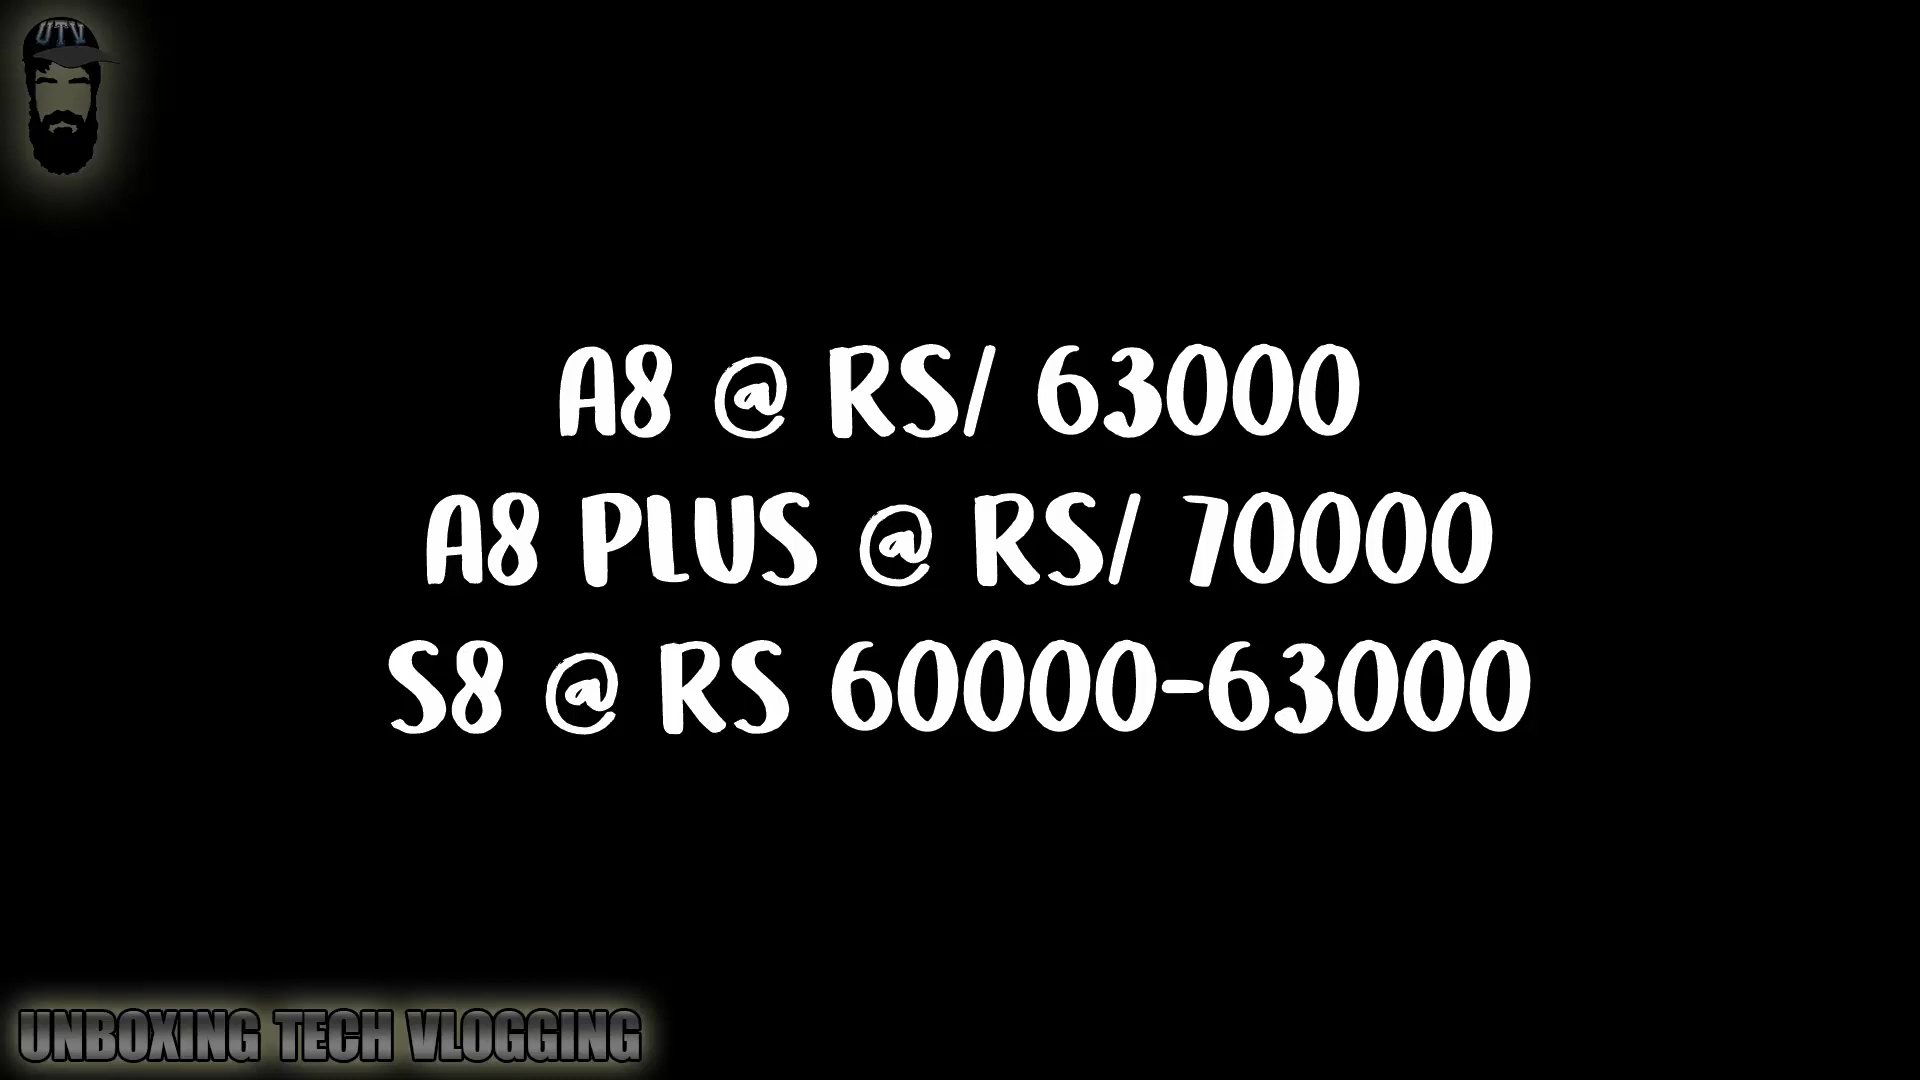 UTV
A8 @ RS/ 63000
A8 PLUS @ RS/ 70000
S8 @ RS 60000-63000
UNBOXING TECH VLOGGING